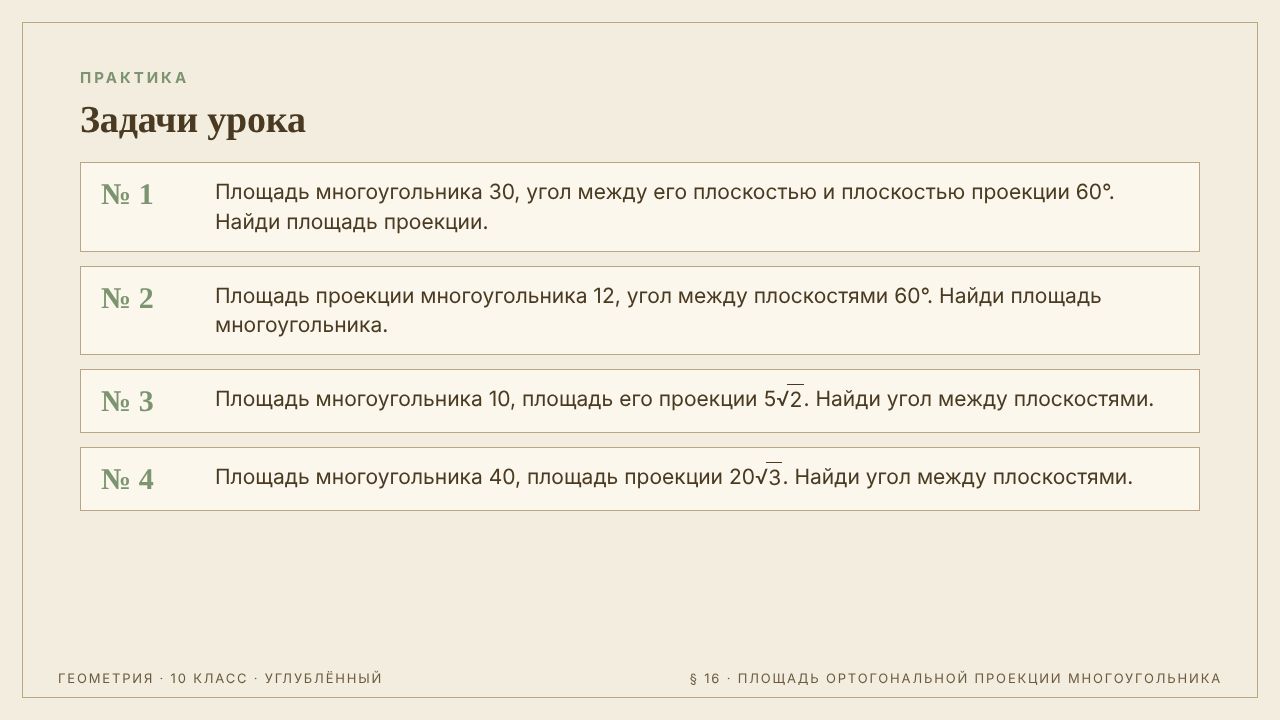 ПРАКТИКА
Задачи урока
№ 1
Площадь многоугольника 30, угол между его плоскостью и плоскостью проекции 60°.
Найди площадь проекции.
№ 2
Площадь проекции многоугольника 12, угол между плоскостями 60°. Найди площадь
многоугольника.
№ 3
Площадь многоугольника 10, площадь его проекции 5√2. Найди угол между плоскостями.
№ 4
Площадь многоугольника 40, площадь проекции 20√3. Найди угол между плоскостями.
ГЕОМЕТРИЯ · 10 КЛАСС · УГЛУБЛЁННЫЙ
§ 16 · ПЛОЩАДЬ ОРТОГОНАЛЬНОЙ ПРОЕКЦИИ МНОГОУГОЛЬНИКА